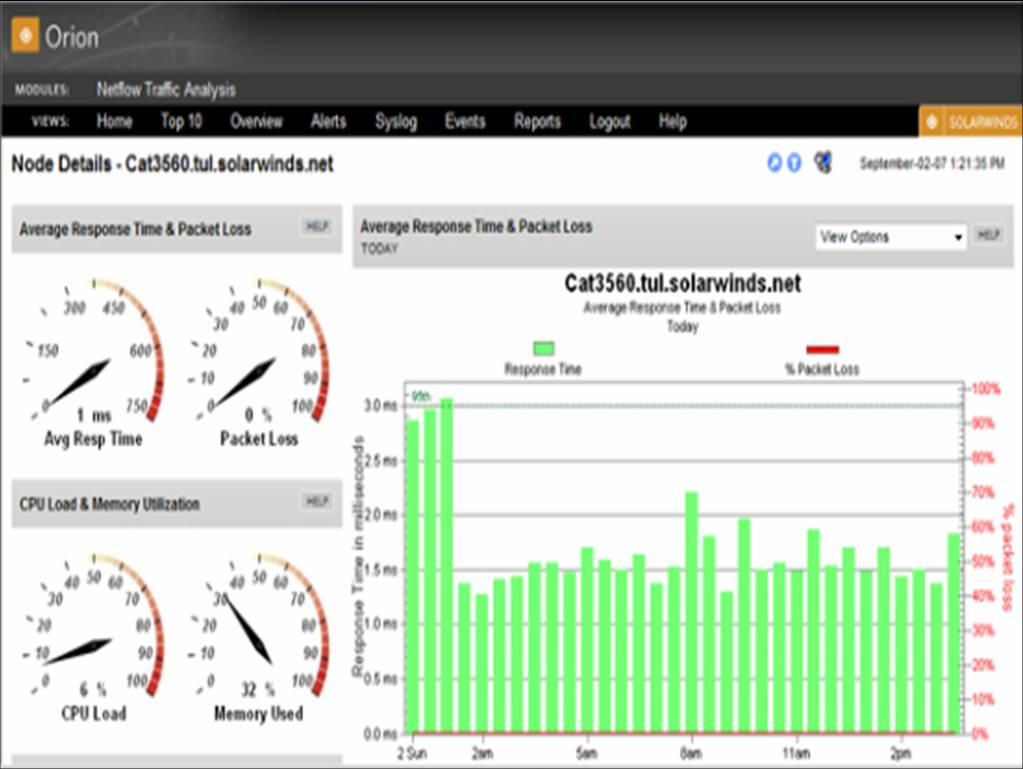 Orion
MODULES: Netflow Traffic Analysis
VIEWS: Home Top 10 Overview Alerts Syslog Events Reports Logout Help SOLARWINDS
Node Details - Cat3560.tul.solarwinds.net
September-02-07 1:21:35 PM
Average Response Time & Packet Loss HELP
0 150 300 450 600 750
1 ms
Avg Resp Time
0 10 20 30 40 50 60 70 80 90 100
0 %
Packet Loss
CPU Load & Memory Utilization HELP
0 10 20 30 40 50 60 70 80 90 100
6 %
CPU Load
0 10 20 30 40 50 60 70 80 90 100
32 %
Memory Used
Average Response Time & Packet Loss
TODAY
View Options HELP
Cat3560.tul.solarwinds.net
Average Response Time & Packet Loss
Today
Response Time
% Packet Loss
95th
Response Time in milliseconds
3.0 ms
2.5 ms
2.0 ms
1.5 ms
1.0 ms
0.5 ms
0.0 ms
% packet loss
100%
90%
80%
70%
60%
50%
40%
30%
20%
10%
0%
2 Sun 2am 5am 8am 11am 2pm